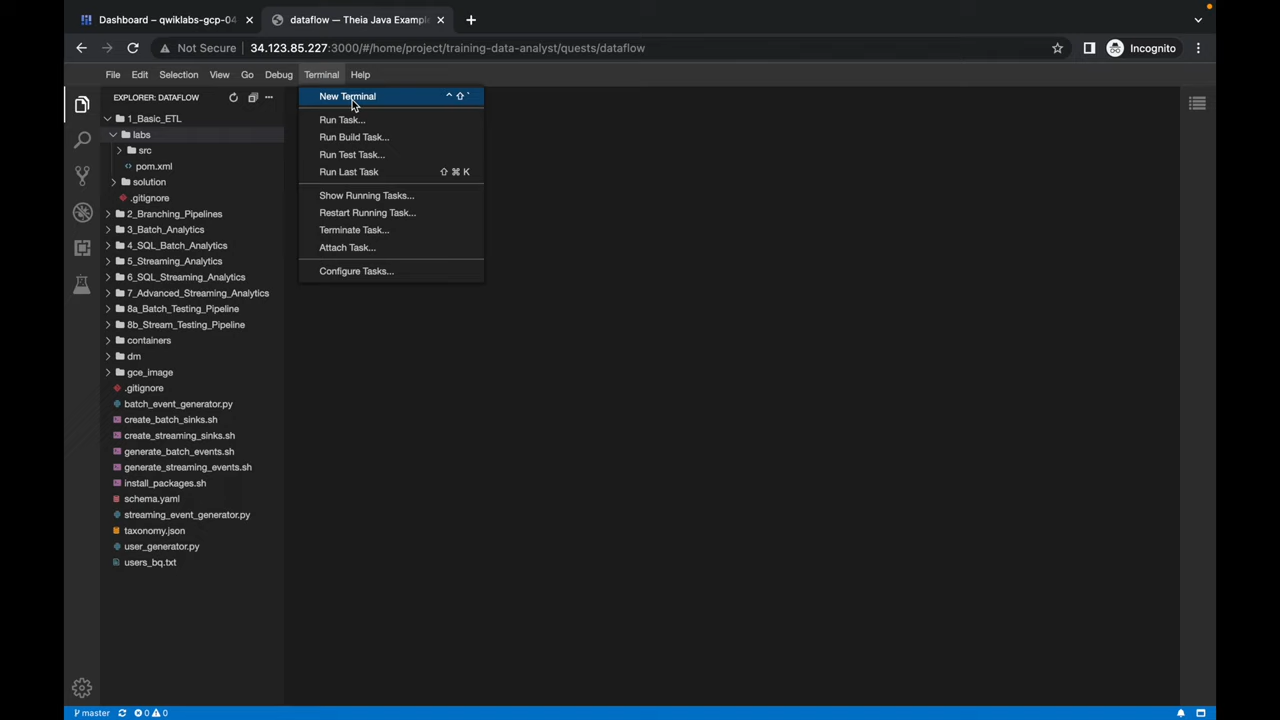 Dashboard – qwiklabs-gcp-04
dataflow — Theia Java Example
Not Secure
34.123.85.227:3000/#/home/project/training-data-analyst/quests/dataflow
Incognito
File Edit Selection View Go Debug Terminal Help
EXPLORER: DATAFLOW
1_Basic_ETL
labs
src
pom.xml
solution
.gitignore
2_Branching_Pipelines
3_Batch_Analytics
4_SQL_Batch_Analytics
5_Streaming_Analytics
6_SQL_Streaming_Analytics
7_Advanced_Streaming_Analytics
8a_Batch_Testing_Pipeline
8b_Stream_Testing_Pipeline
containers
dm
gce_image
.gitignore
batch_event_generator.py
create_batch_sinks.sh
create_streaming_sinks.sh
generate_batch_events.sh
generate_streaming_events.sh
install_packages.sh
schema.yaml
streaming_event_generator.py
taxonomy.json
user_generator.py
users_bq.txt
New Terminal ⌃ ⇧ `
Run Task...
Run Build Task...
Run Test Task...
Run Last Task ⇧ ⌘ K
Show Running Tasks...
Restart Running Task...
Terminate Task...
Attach Task...
Configure Tasks...
master 0 0